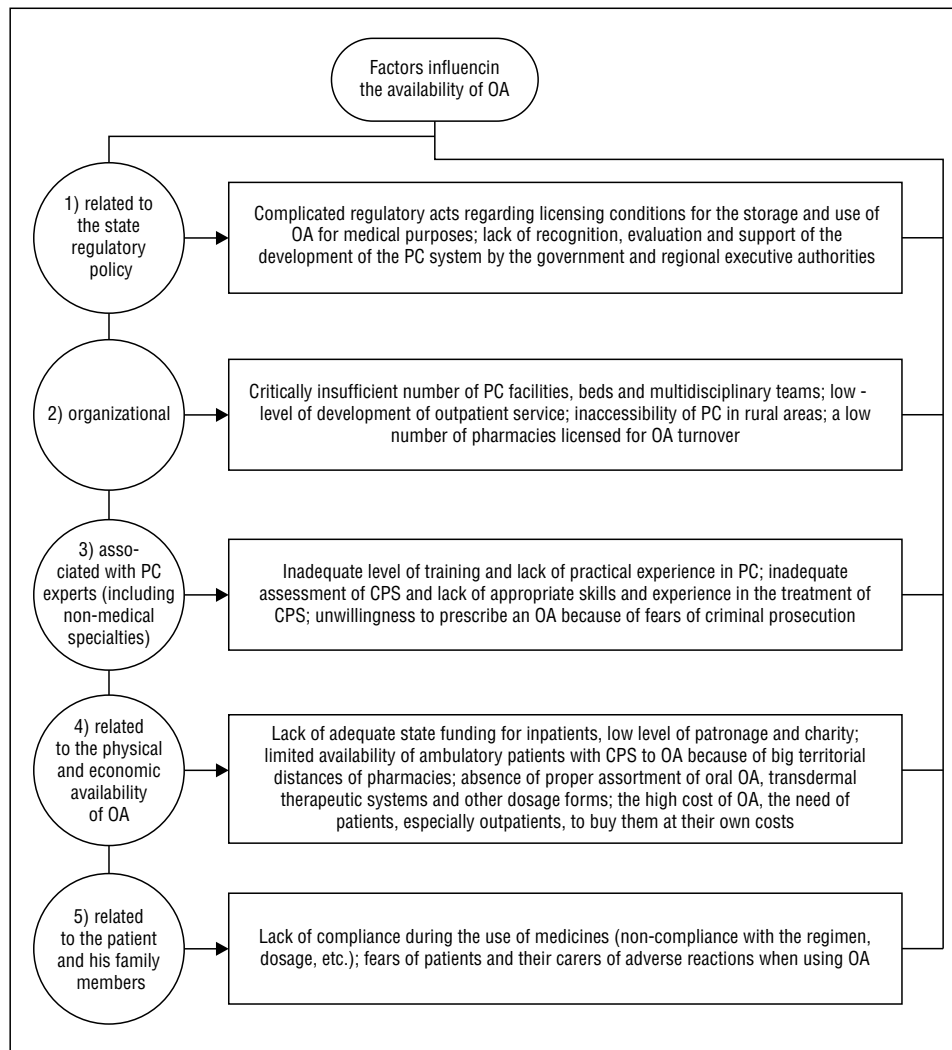 Factors influencin
the availability of OA
1) related to
the state
regulatory
policy
Complicated regulatory acts regarding licensing conditions for the storage and use of
OA for medical purposes; lack of recognition, evaluation and support of the
development of the PC system by the government and regional executive authorities
2) organizational
Critically insufficient number of PC facilities, beds and multidisciplinary teams; low -
level of development of outpatient service; inaccessibility of PC in rural areas; a low
number of pharmacies licensed for OA turnover
3) asso-
ciated with PC
experts (including
non-medical
specialties)
Inadequate level of training and lack of practical experience in PC; inadequate
assessment of CPS and lack of appropriate skills and experience in the treatment of
CPS; unwillingness to prescribe an OA because of fears of criminal prosecution
4) related
to the physical
and economic
availability
of OA
Lack of adequate state funding for inpatients, low level of patronage and charity;
limited availability of ambulatory patients with CPS to OA because of big territorial
distances of pharmacies; absence of proper assortment of oral OA, transdermal
therapeutic systems and other dosage forms; the high cost of OA, the need of
patients, especially outpatients, to buy them at their own costs
5) related
to the patient
and his family
members
Lack of compliance during the use of medicines (non-compliance with the regimen,
dosage, etc.); fears of patients and their carers of adverse reactions when using OA